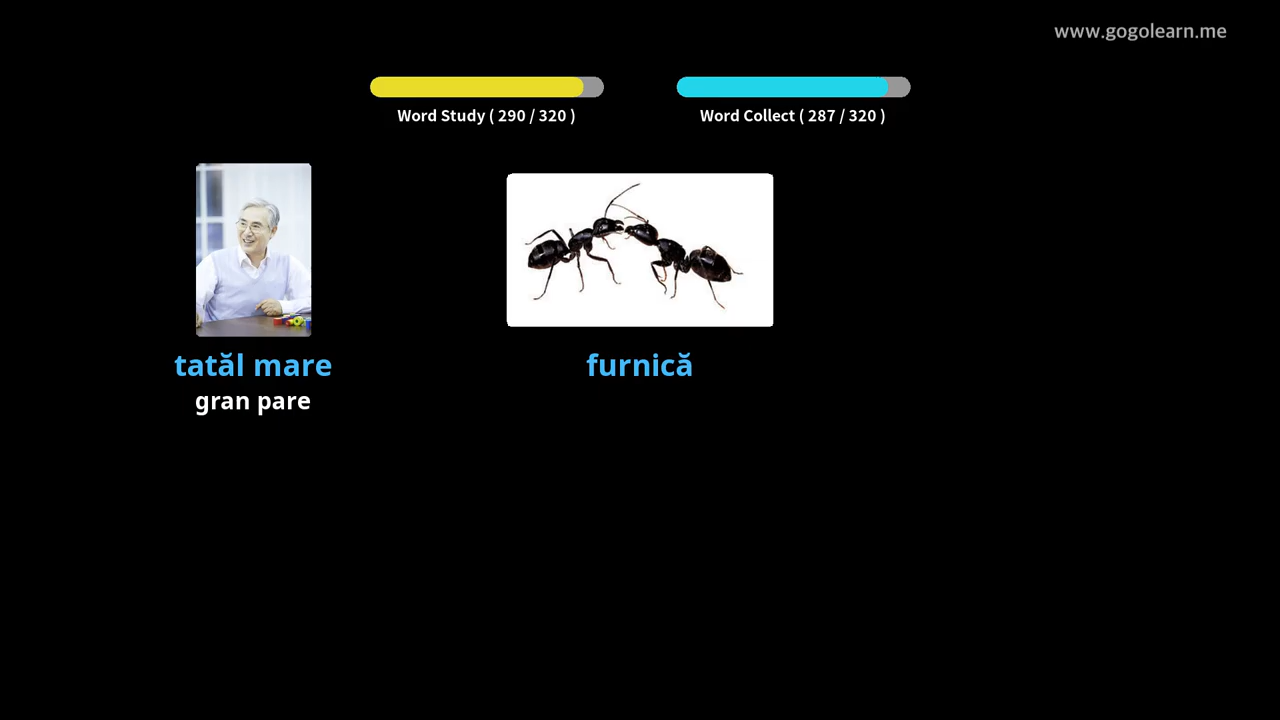 www.gogolearn.me
Word Study ( 290 / 320 )
Word Collect ( 287 / 320 )
tatăl mare
gran pare
furnică